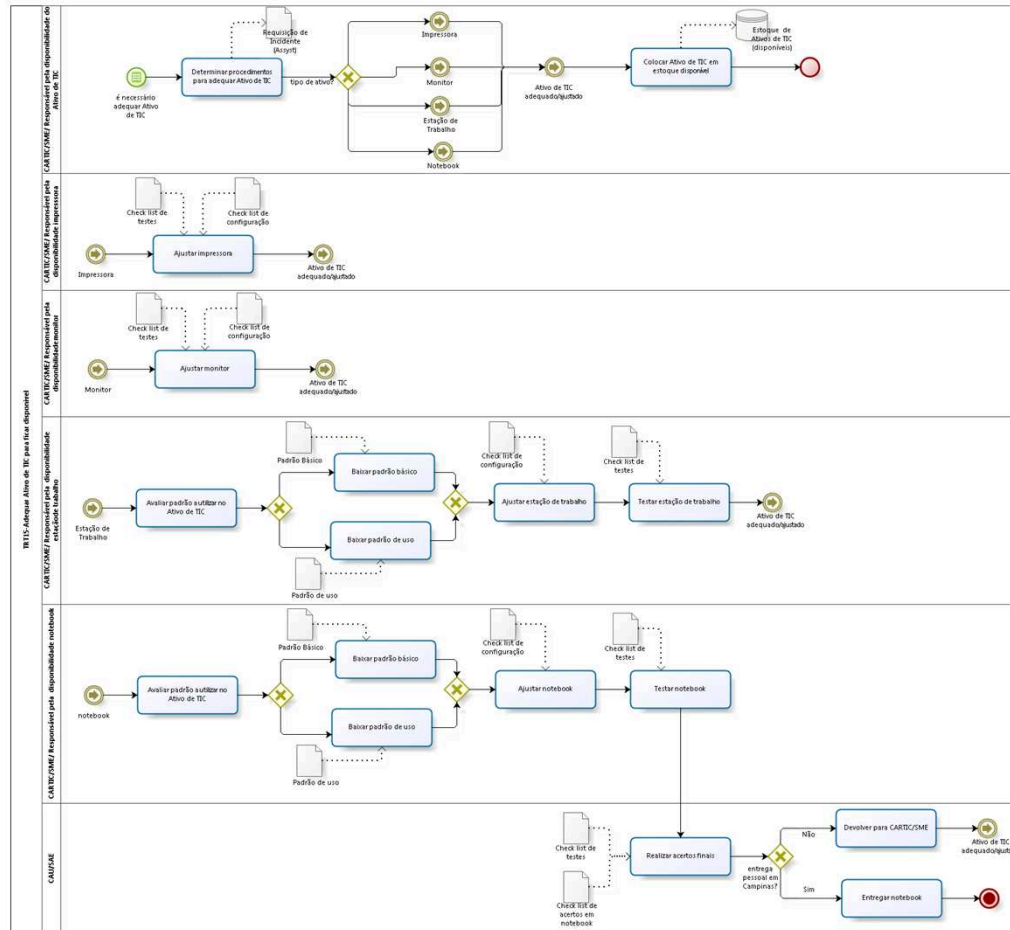 TRT15-Adequar Ativo de TIC para ficar disponível
CARTIC/SME/ Responsável pela disponibilidade do
Ativo de TIC
Requisição de
Incidente
(Assyst)
Impressora
Estoque de
Ativos de TIC
(disponíveis)
Determinar procedimentos
para adequar Ativo de TIC
tipo de ativo?
Monitor
Colocar Ativo de TIC em
estoque disponível
é necessário
adequar Ativo
de TIC
Ativo de TIC
adequado/ajustado
Estação de
Trabalho
Notebook
CARTIC/SME/ Responsável pela
disponibilidade impresssora
Check list de
testes
Check list de
configuração
Impressora
Ajustar impressora
Ativo de TIC
adequado/ajustado
CARTIC/SME/ Responsável pela
disponibilidade monitor
Check list de
testes
Check list de
configuração
Monitor
Ajustar monitor
Ativo de TIC
adequado/ajustado
CARTIC/SME/ Responsável pela disponibilidade
estação de trabalho
Padrão Básico
Check list de
configuração
Check list de
testes
Baixar padrão básico
Estação de
Trabalho
Avaliar padrão a utilizar no
Ativo de TIC
Ajustar estação de trabalho
Testar estação de trabalho
Ativo de TIC
adequado/ajustado
Baixar padrão de uso
Padrão de uso
CARTIC/SME/ Responsável pela disponibilidade notebook
Padrão Básico
Check list de
configuração
Check list de
testes
Baixar padrão básico
notebook
Avaliar padrão a utilizar no
Ativo de TIC
Ajustar notebook
Testar notebook
Baixar padrão de uso
Padrão de uso
CAU/SAE
Check list de
testes
Realizar acertos finais
entrega
pessoal em
Campinas?
Não
Devolver para CARTIC/SME
Ativo de TIC
adequado/ajustado
Sim
Entregar notebook
Check list de
acertos em
notebook